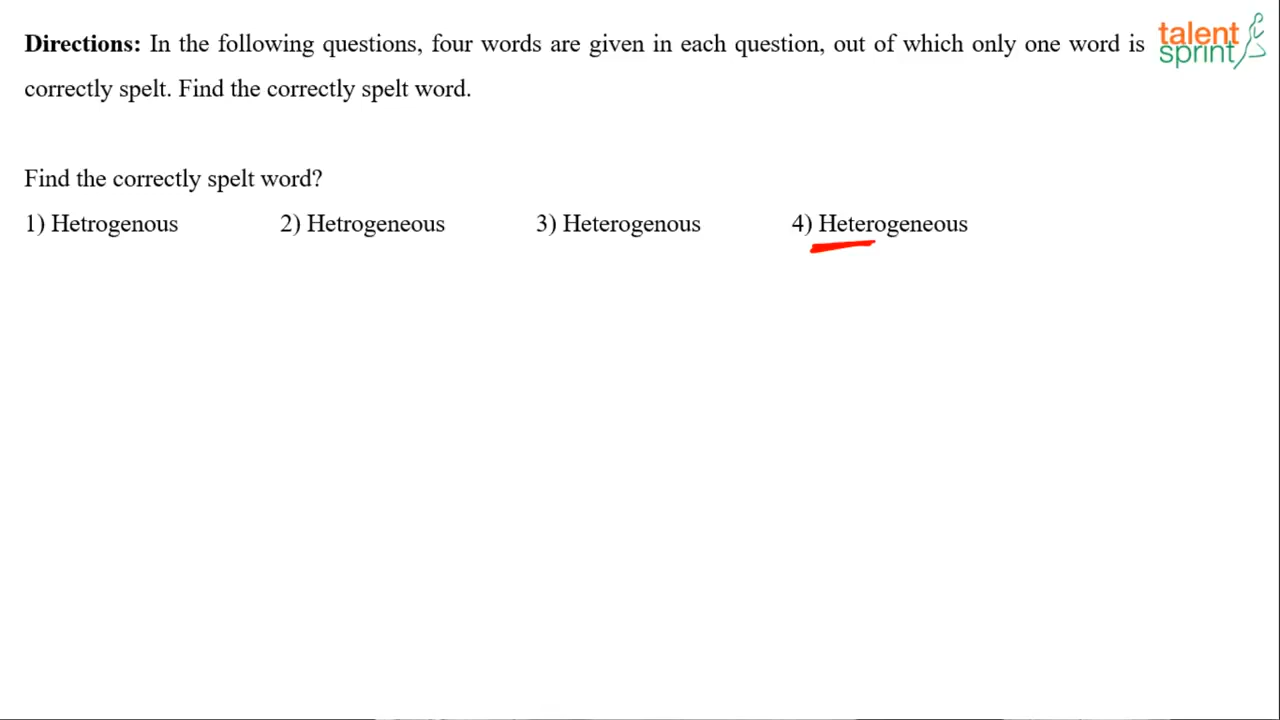 Directions: In the following questions, four words are given in each question, out of which only one word is
correctly spelt. Find the correctly spelt word.
talent
sprint
Find the correctly spelt word?
1) Hetrogenous 2) Hetrogeneous 3) Heterogenous 4) Heterogeneous